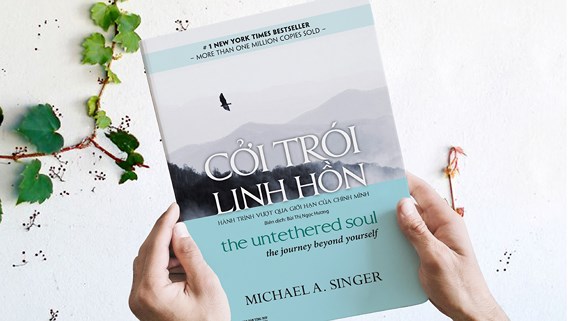 #1 NEW YORK TIMES BESTSELLER
– MORE THAN ONE MILLION COPIES SOLD –
CỞI TRÓI
LINH HỒN
HÀNH TRÌNH VƯỢT QUA GIỚI HẠN CỦA CHÍNH MÌNH
Biên dịch: Bùi Thị Ngọc Hương
the untethered soul
the journey beyond yourself
MICHAEL A. SINGER